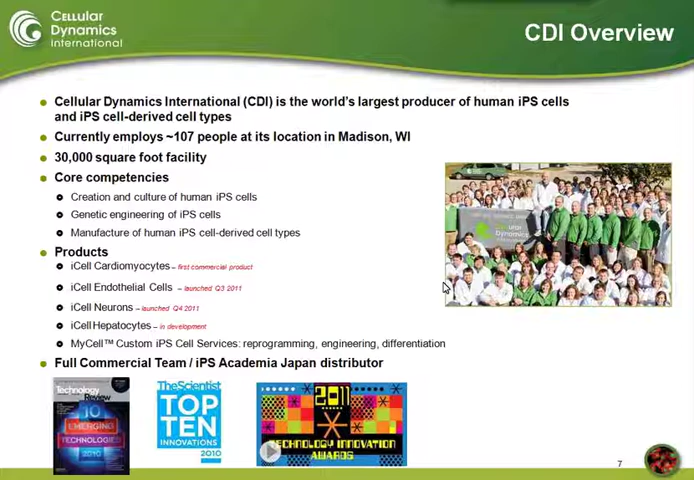 CELLULAR
DYNAMICS
international
CDI Overview
Cellular Dynamics International (CDI) is the world's largest producer of human iPS cells
and iPS cell-derived cell types
Currently employs ~107 people at its location in Madison, WI
30,000 square foot facility
Core competencies
Creation and culture of human iPS cells
Genetic engineering of iPS cells
Manufacture of human iPS cell-derived cell types
Products
iCell Cardiomyocytes – first commercial product
iCell Endothelial Cells – launched Q3 2011
iCell Neurons – launched Q4 2011
iCell Hepatocytes – in development
MyCell™ Custom iPS Cell Services: reprogramming, engineering, differentiation
Full Commercial Team / iPS Academia Japan distributor
Cellular
Dynamics
Technology
Review
10
EMERGING
TECHNOLOGIES
2010
TheScientist
TOP
TEN
INNOVATIONS
2010
2011
TECHNOLOGY INNOVATION
AWARDS
7